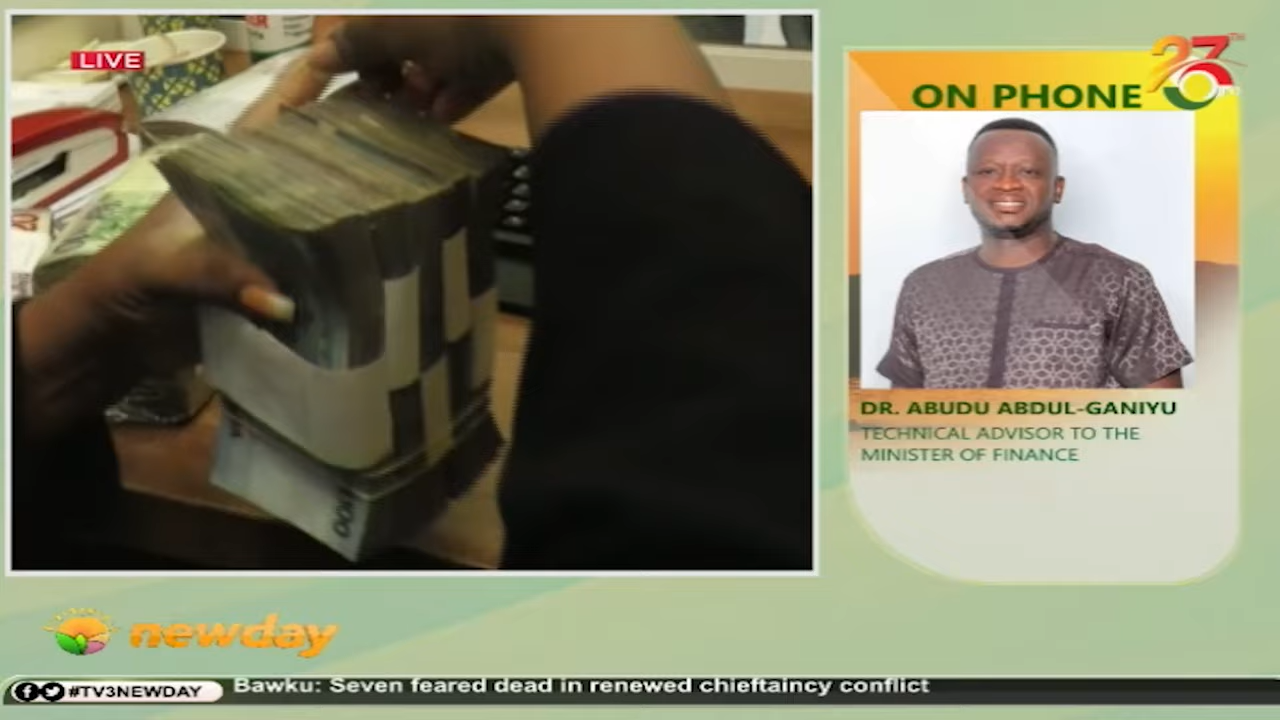 LIVE
ON PHONE
23
DR. ABUDU ABDUL-GANIYU
TECHNICAL ADVISOR TO THE
MINISTER OF FINANCE
newday
#TV3NEWDAY
Bawku: Seven feared dead in renewed chieftaincy conflict